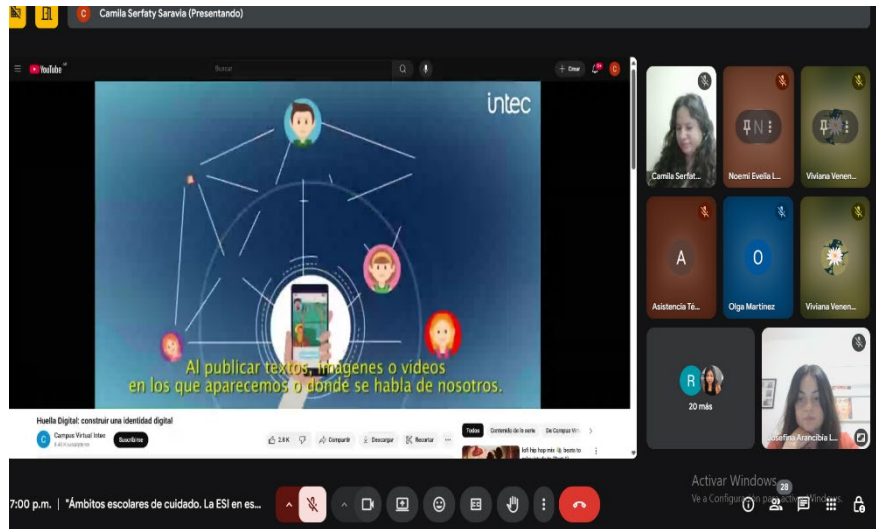 C Camila Serfaty Saravia (Presentando)
YouTube
Buscar
Crear
9+
C
intec
Al publicar textos, imágenes o videos
en los que aparecemos o donde se habla de nosotros.
Huella Digital: construir una identidad digital
Campus Virtual Intec
Suscribirse
2.8 K
Compartir
Descargar
Recortar
Todos
Contenido de la serie
De Campus Virt...
Camila Serfat...
N
Noemi Evelia L...
Viviana Venen...
A
Asistencia Té...
O
Olga Martínez
Viviana Venen...
R
20 más
Josefina Arancibia L...
7:00 p.m. | "Ámbitos escolares de cuidado. La ESI en es...
Activar Windows
Ve a Configuración para activar Windows.
28